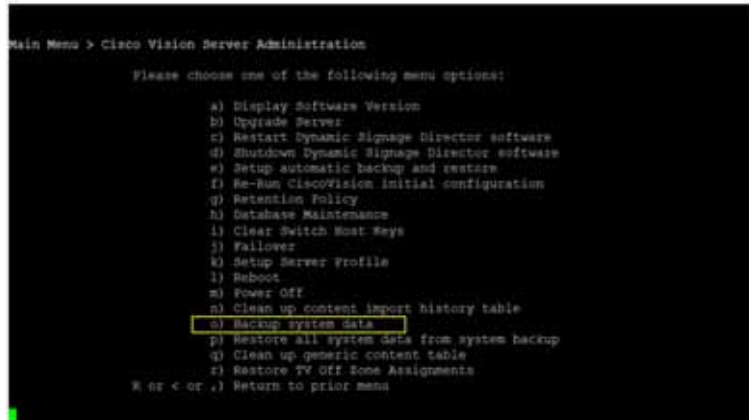 Main Menu > Cisco Vision Server Administration
Please choose one of the following menu options:
a) Display Software Version
b) Upgrade Server
c) Restart Dynamic Signage Director software
d) Shutdown Dynamic Signage Director software
e) Setup automatic backup and restore
f) Re-Run CiscoVision initial configuration
g) Retention Policy
h) Database Maintenance
i) Clear Switch Host Keys
j) Failover
k) Setup Server Profile
l) Reboot
m) Power Off
n) Clean up content import history table
o) Backup system data
p) Restore all system data from system backup
q) Clean up generic content table
r) Restore TV Off Zone Assignments
R or < or ,) Return to prior menu